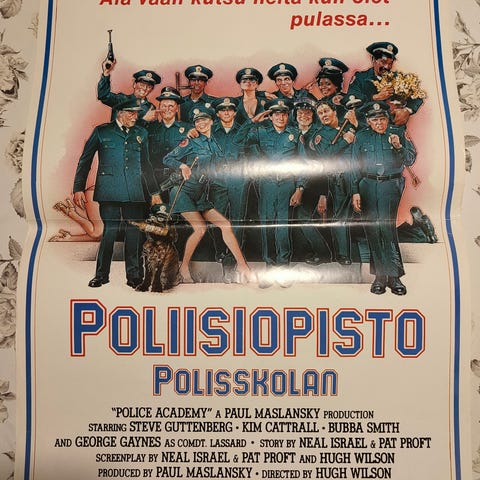 Älä vaan kutsu heitä kun olet
pulassa...
POLIISIOPISTO
POLISSKOLAN
"POLICE ACADEMY" A PAUL MASLANSKY PRODUCTION
STARRING STEVE GUTTENBERG • KIM CATTRALL • BUBBA SMITH
AND GEORGE GAYNES AS COMDT. LASSARD • STORY BY NEAL ISRAEL & PAT PROFT
SCREENPLAY BY NEAL ISRAEL & PAT PROFT AND HUGH WILSON
PRODUCED BY PAUL MASLANSKY • DIRECTED BY HUGH WILSON